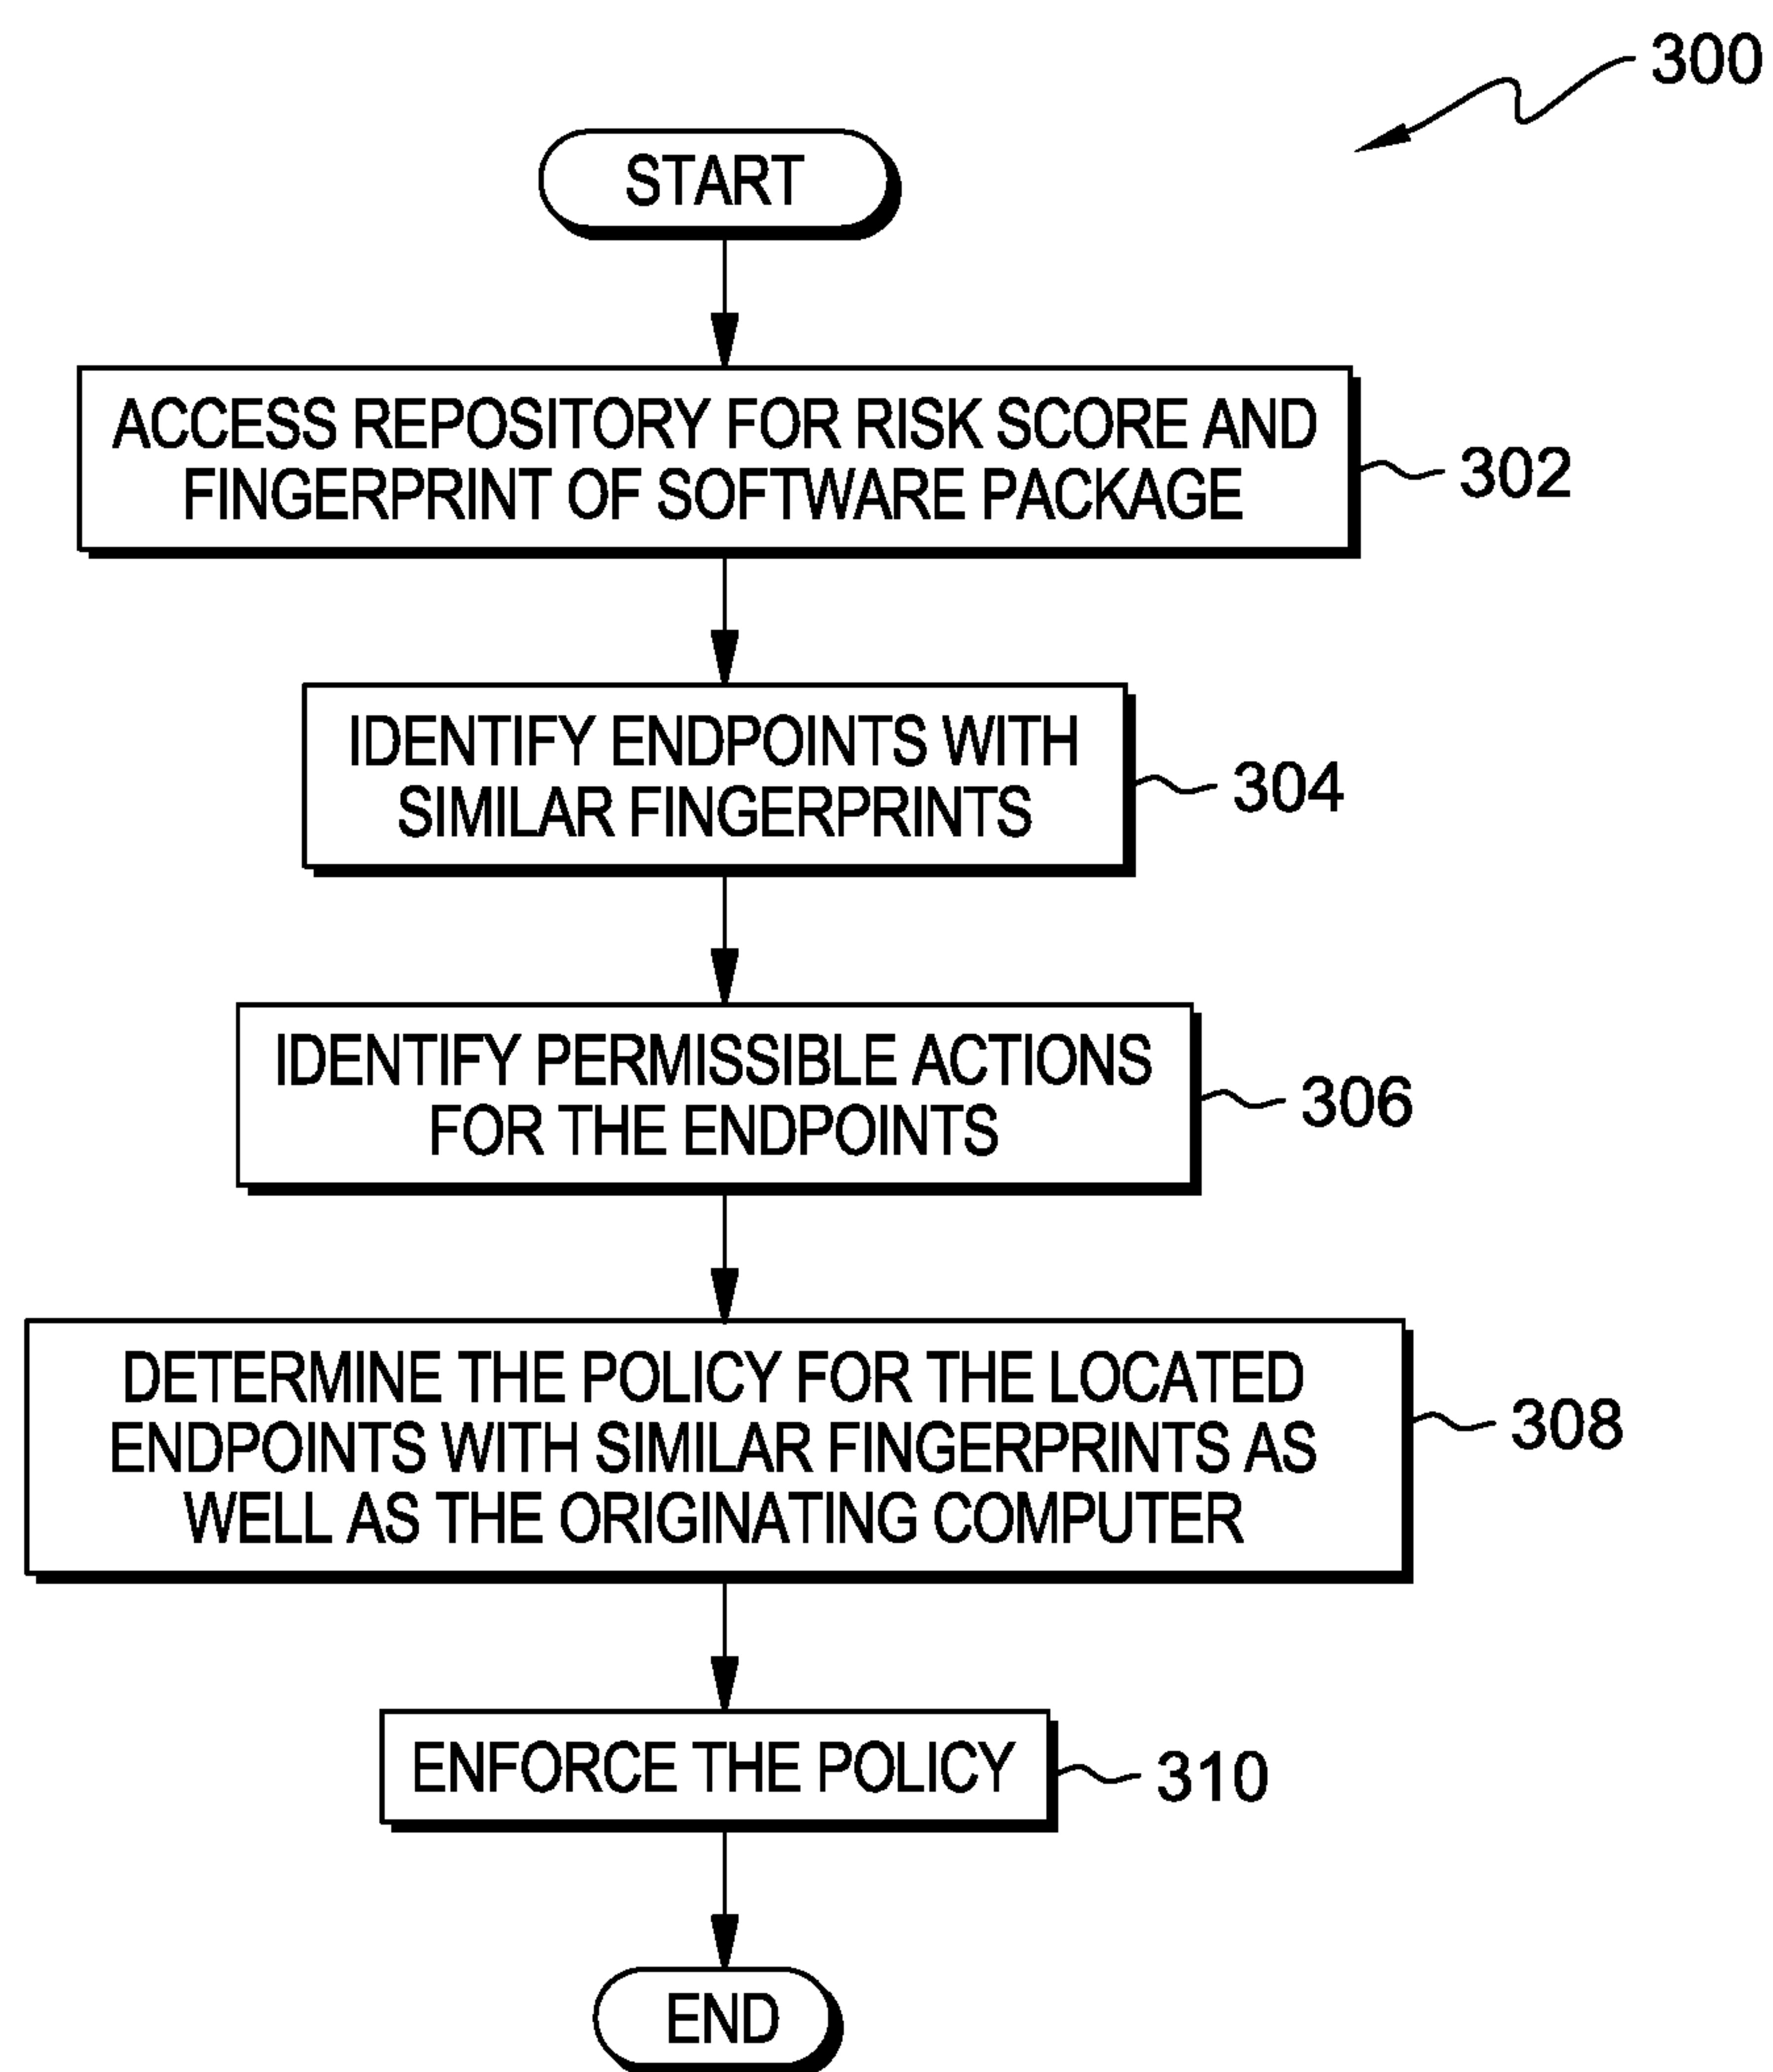 300
START
ACCESS REPOSITORY FOR RISK SCORE AND
FINGERPRINT OF SOFTWARE PACKAGE
302
IDENTIFY ENDPOINTS WITH
SIMILAR FINGERPRINTS
304
IDENTIFY PERMISSIBLE ACTIONS
FOR THE ENDPOINTS
306
DETERMINE THE POLICY FOR THE LOCATED
ENDPOINTS WITH SIMILAR FINGERPRINTS AS
WELL AS THE ORIGINATING COMPUTER
308
ENFORCE THE POLICY
310
END